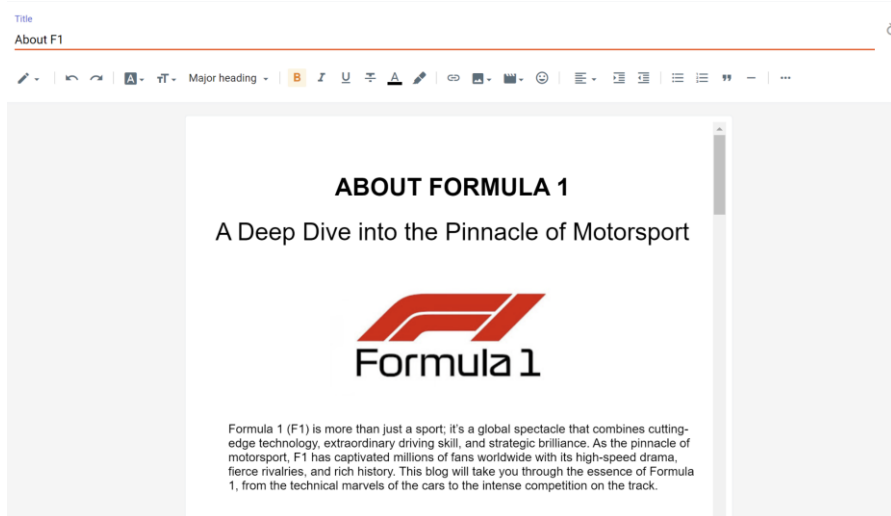 Title
About F1
Major heading
B I U A
ABOUT FORMULA 1
A Deep Dive into the Pinnacle of Motorsport
Formula 1
Formula 1 (F1) is more than just a sport; it's a global spectacle that combines cutting-
edge technology, extraordinary driving skill, and strategic brilliance. As the pinnacle of
motorsport, F1 has captivated millions of fans worldwide with its high-speed drama,
fierce rivalries, and rich history. This blog will take you through the essence of Formula
1, from the technical marvels of the cars to the intense competition on the track.